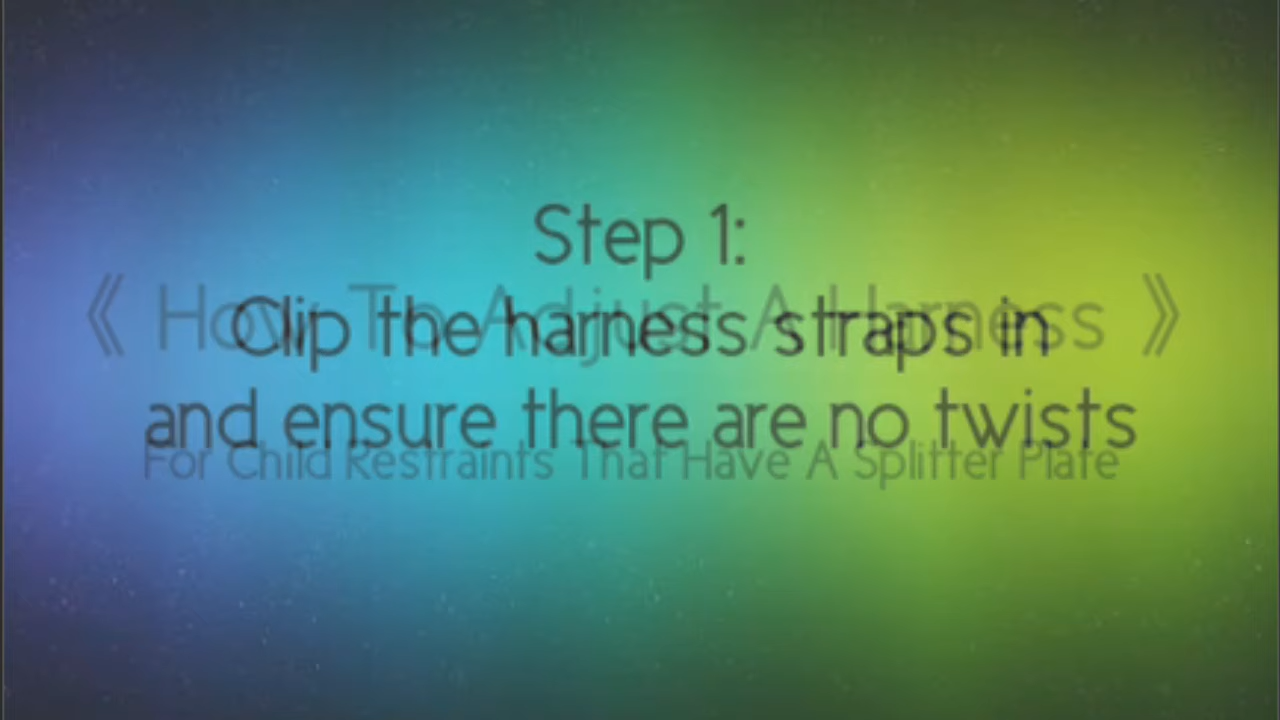 Step 1:
《 How To Adjust A Harness 》
Clip the harness straps in
and ensure there are no twists
For Child Restraints That Have A Splitter Plate